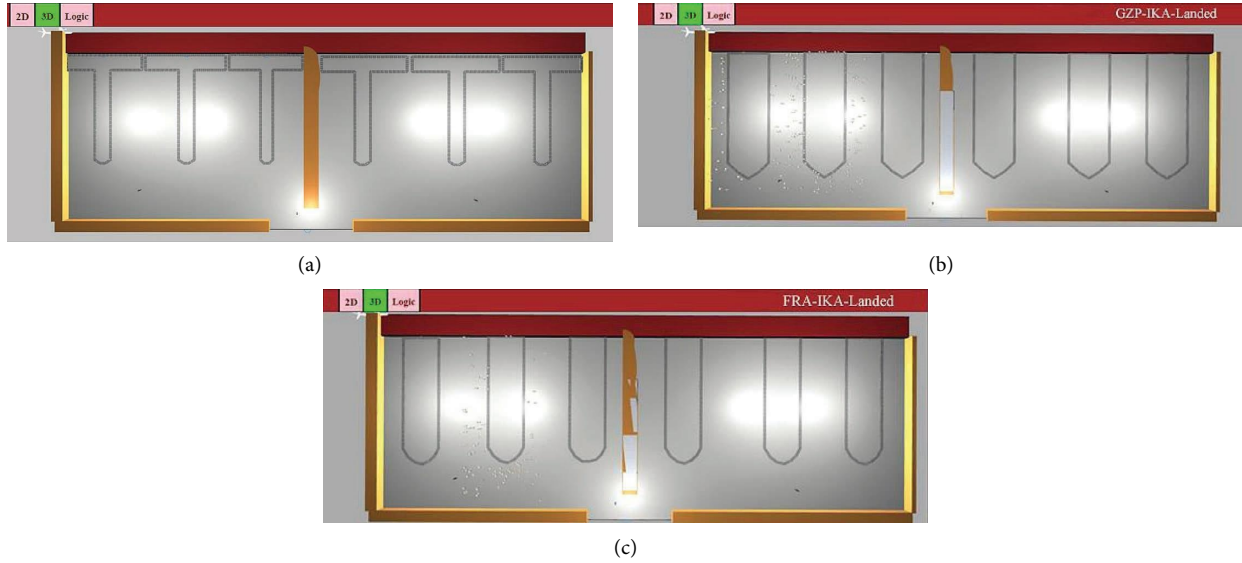 2D 3D Logic
2D 3D Logic GZP-IKA-Landed
(a)
(b)
2D 3D Logic FRA-IKA-Landed
(c)